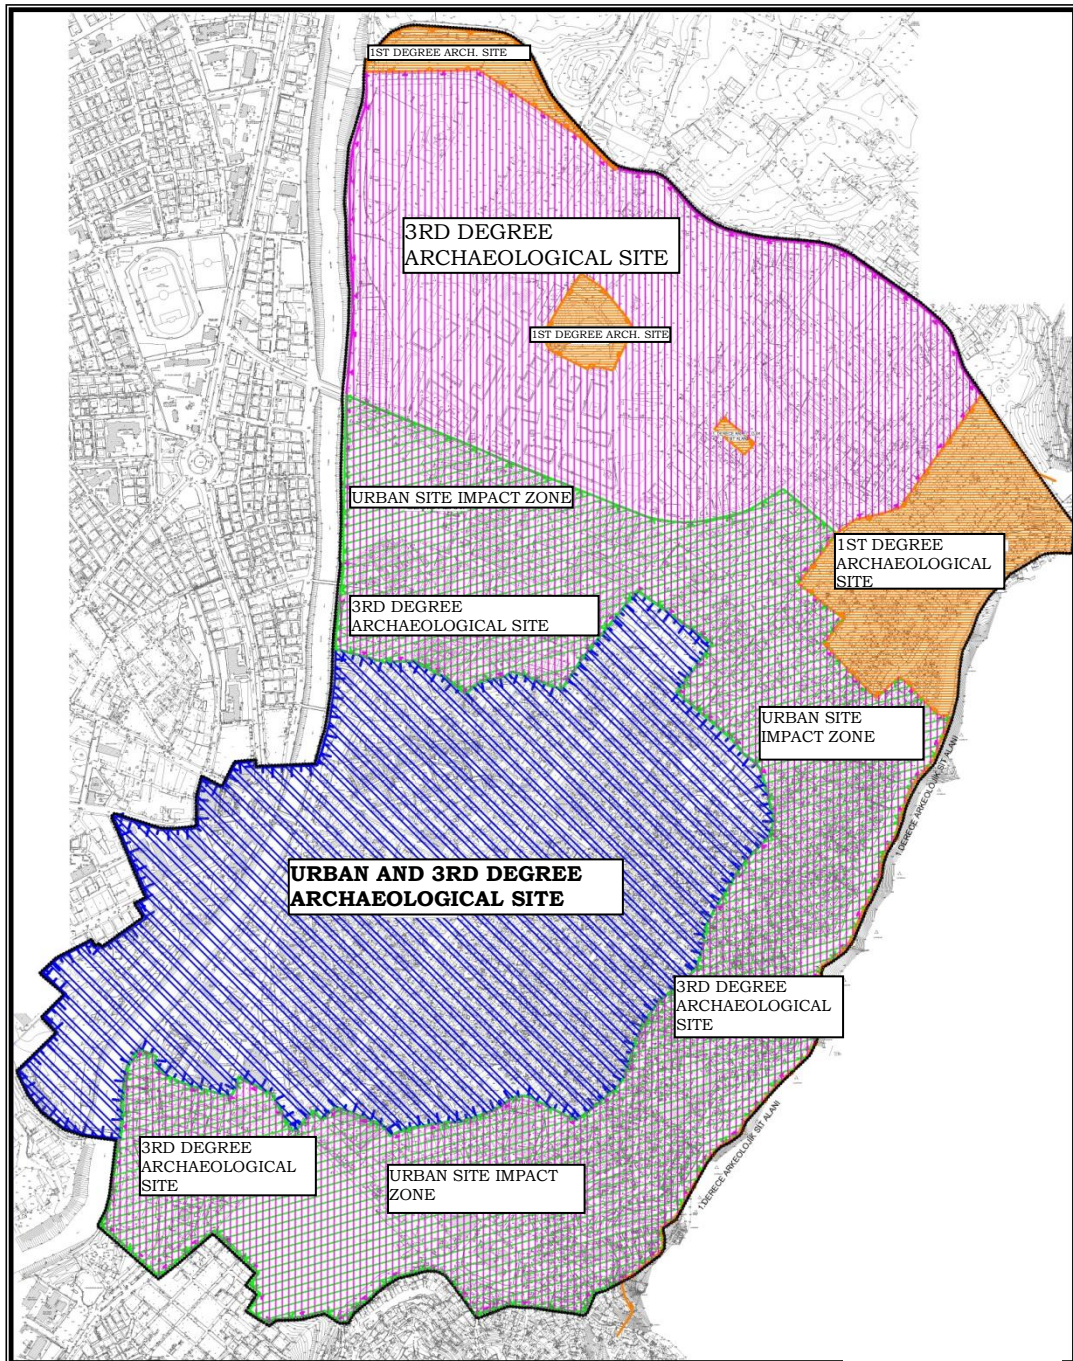 1ST DEGREE ARCH. SITE
3RD DEGREE
ARCHAEOLOGICAL SITE
1ST DEGREE ARCH. SITE
URBAN SITE IMPACT ZONE
1ST DEGREE
ARCHAEOLOGICAL
SITE
3RD DEGREE
ARCHAEOLOGICAL SITE
URBAN SITE
IMPACT ZONE
1.DERECE ARKEOLOJİK SİT ALANI
URBAN AND 3RD DEGREE
ARCHAEOLOGICAL SITE
3RD DEGREE
ARCHAEOLOGICAL
SITE
1.DERECE ARKEOLOJİK SİT ALANI
3RD DEGREE
ARCHAEOLOGICAL
SITE
URBAN SITE IMPACT
ZONE